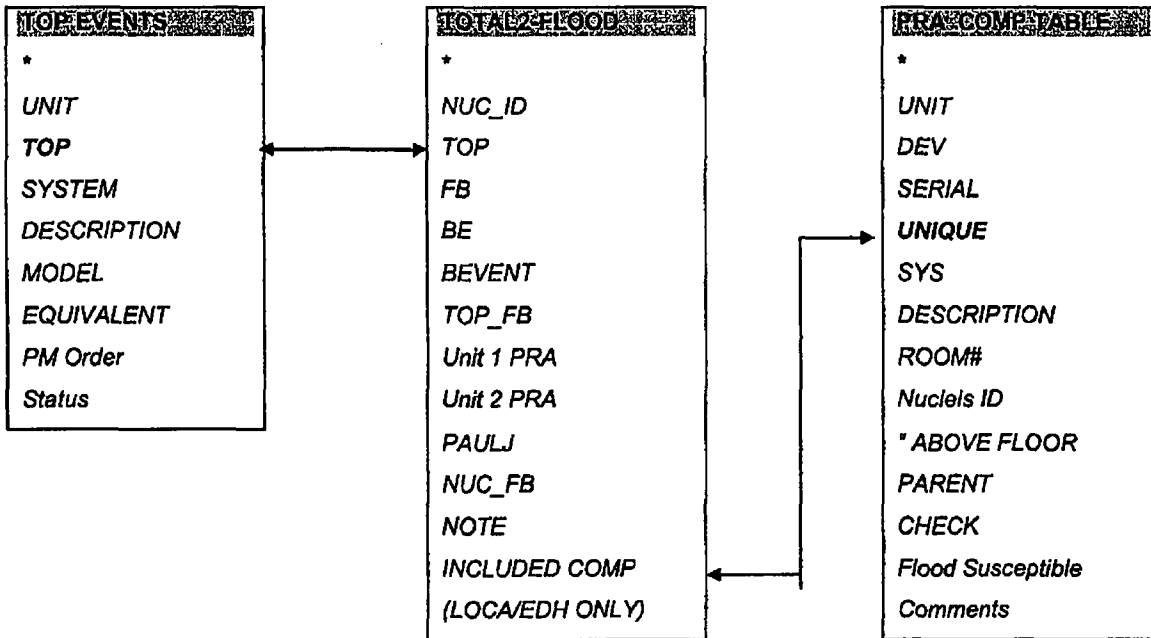 TOP EVENTS
*
UNIT
TOP
SYSTEM
DESCRIPTION
MODEL
EQUIVALENT
PM Order
Status
TOTAL2-FLOOD
*
NUC_ID
TOP
FB
BE
BEVENT
TOP_FB
Unit 1 PRA
Unit 2 PRA
PAULJ
NUC_FB
NOTE
INCLUDED COMP
(LOCA/EDH ONLY)
PRA COMP TABLE
*
UNIT
DEV
SERIAL
UNIQUE
SYS
DESCRIPTION
ROOM#
Nucleis ID
" ABOVE FLOOR
PARENT
CHECK
Flood Susceptible
Comments